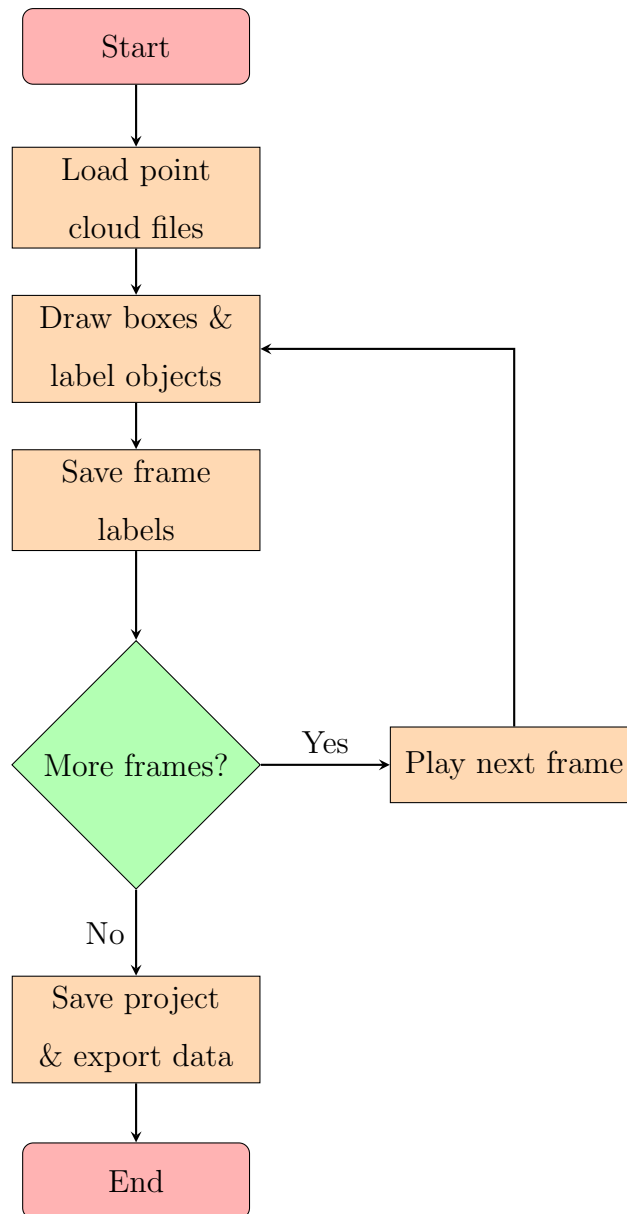 Start
Load point
cloud files
Draw boxes &
label objects
Save frame
labels
More frames?
Yes
Play next frame
No
Save project
& export data
End